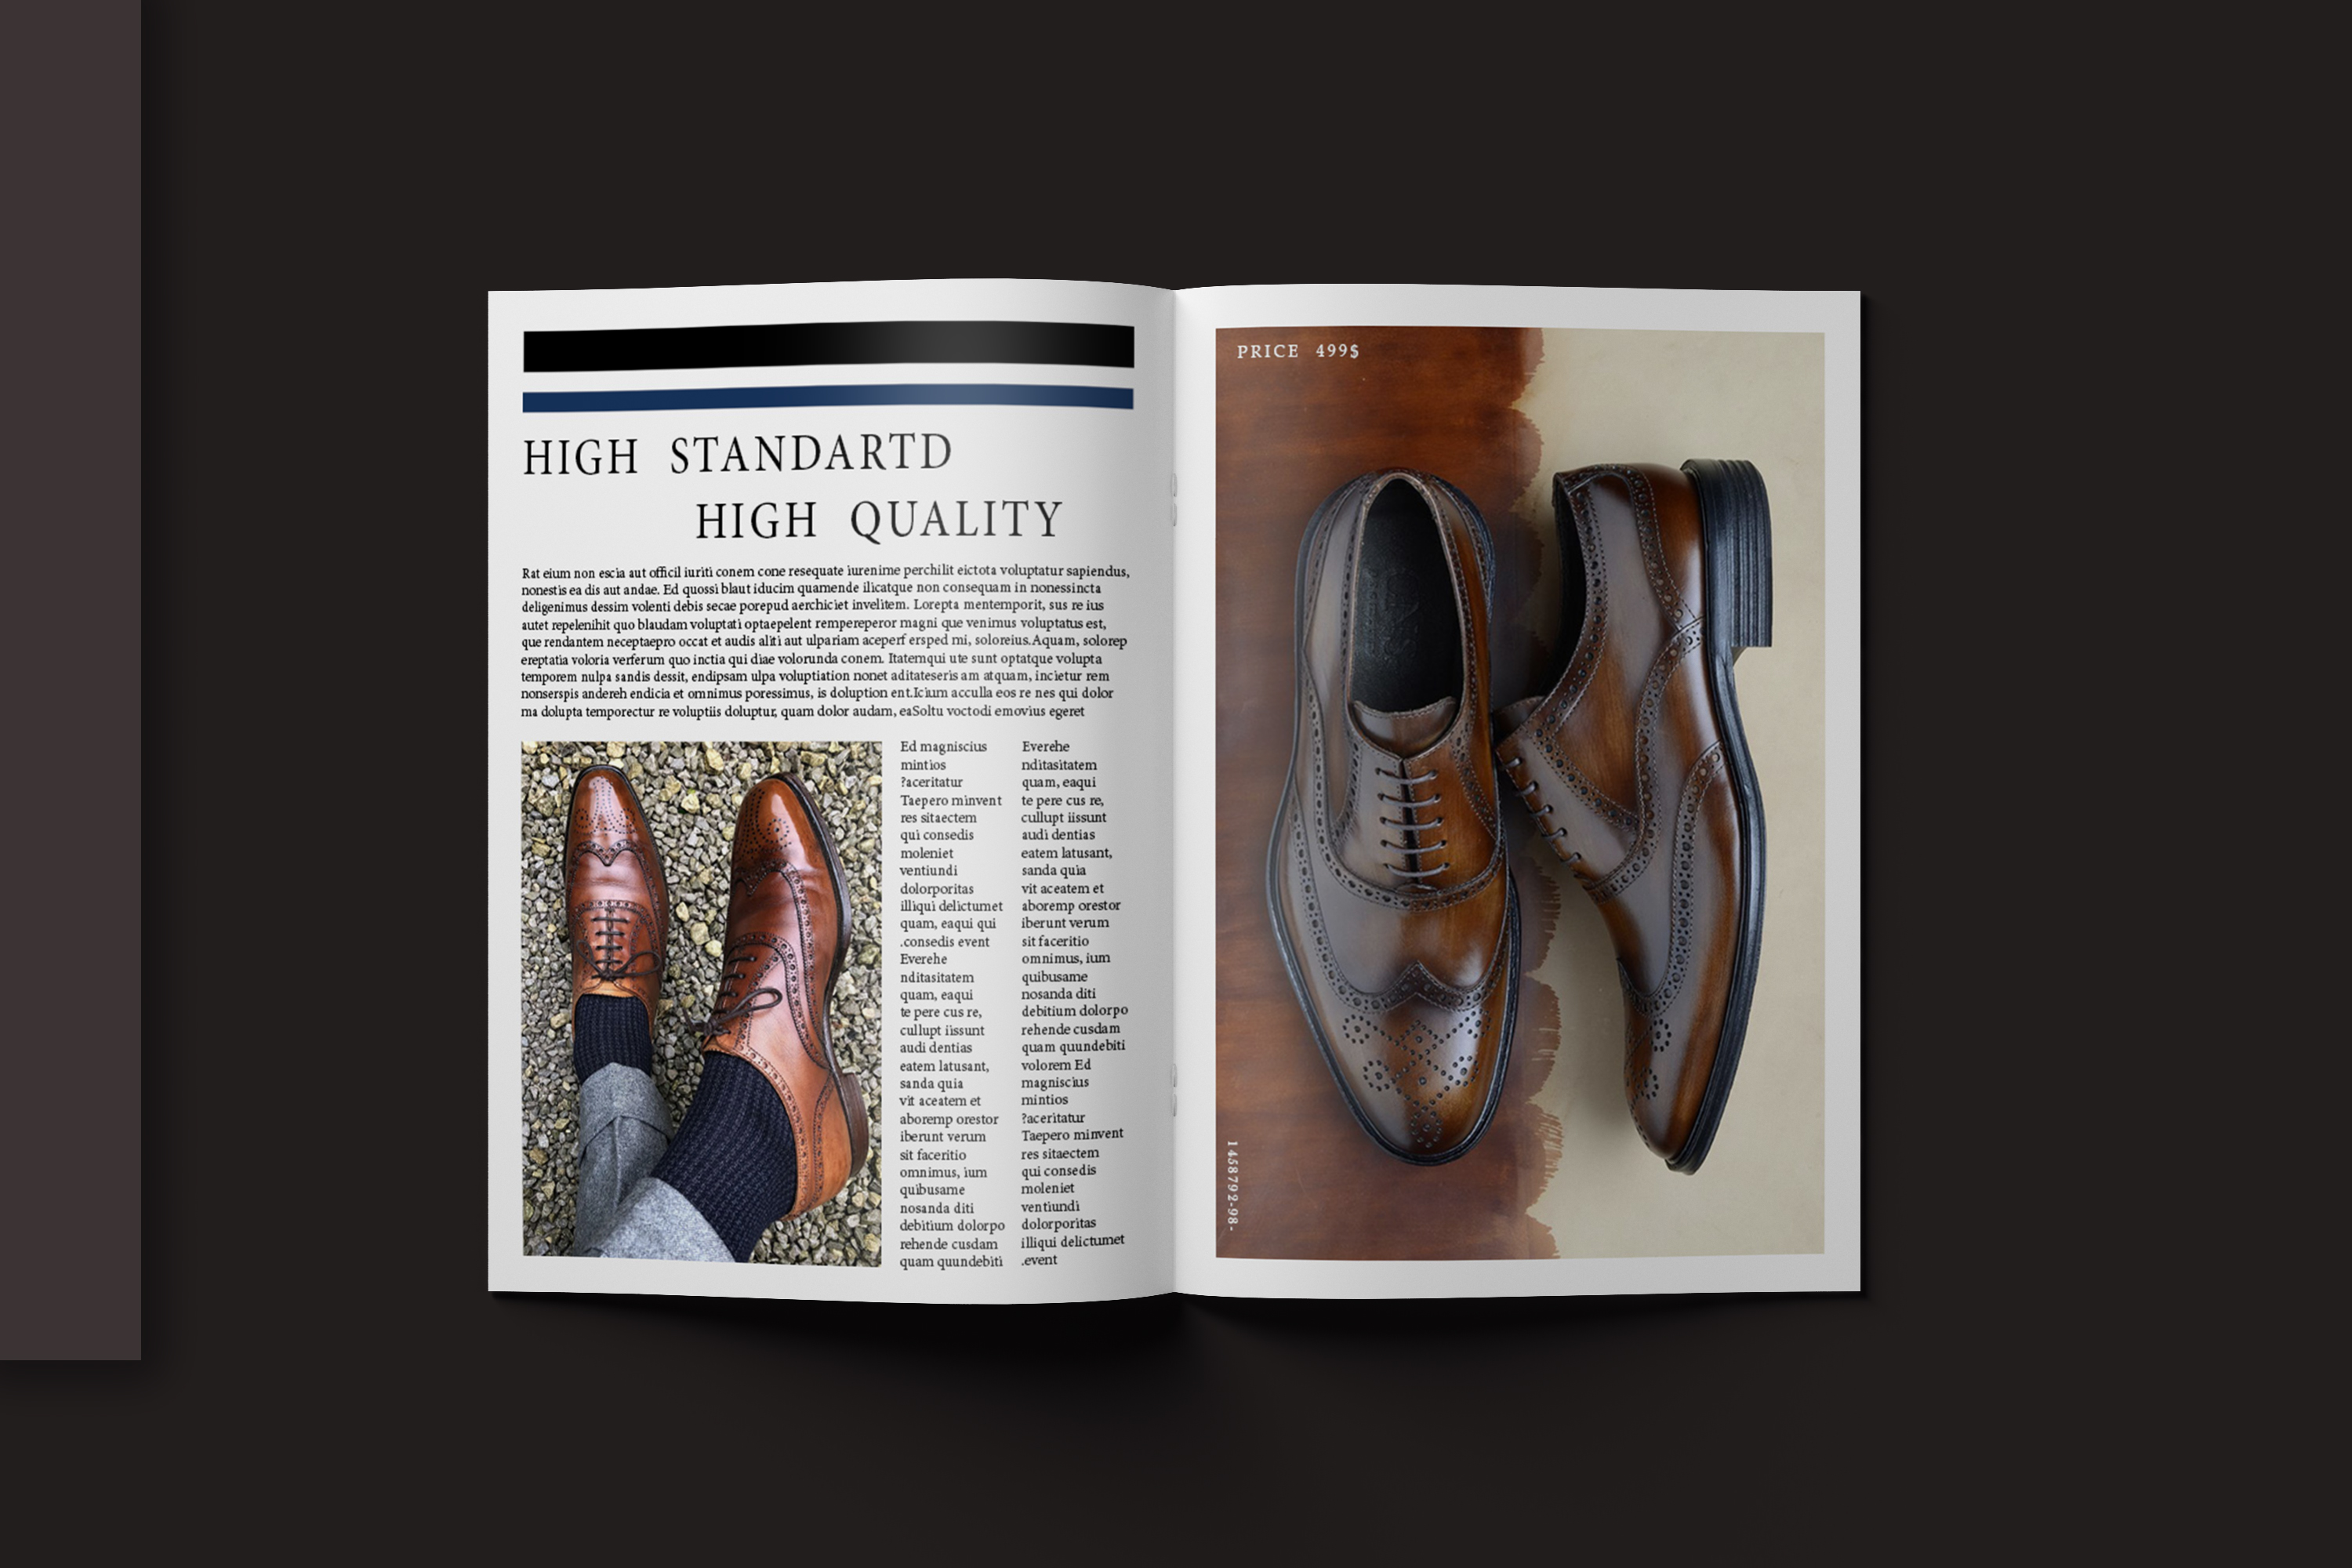 HIGH STANDARTD
HIGH QUALITY
Rat eium non escia aut officil iuriti conem cone resequate iurenime perchilit eictota voluptatur sapiendus,
nonestis ea dis aut andae. Ed quossi blaut iducim quamende ilicatque non consequam in nonessincta
deligenimus dessim volenti debis secae porepud aerchiciet invelitem. Lorepta mentemporit, sus re ius
autet repelenihit quo blaudam voluptati optaepelent rempereperor magni que venimus voluptatus est,
que rendantem neceptaepro occat et audis aliti aut ulpariam aceperf ersped mi, soloreius.Aquam, solorep
ereptatia voloria verferum quo inctia qui diae volorunda conem. Itatemqui ute sunt optatque volupta
temporem nulpa sandis dessit, endipsam ulpa voluptiation nonet aditateseris am atquam, incietur rem
nonserspis andereh endicia et omnimus poressimus, is doluption ent.Icium acculla eos re nes qui dolor
ma dolupta temporectur re voluptiis doluptur, quam dolor audam, eaSoltu voctodi emovius egeret
Ed magniscius
mintios
?aceritatur
Taepero minvent
res sitaectem
qui consedis
moleniet
ventiundi
dolorporitas
illiqui delictumet
quam, eaqui qui
.consedis event
Everehe
nditasitatem
quam, eaqui
te pere cus re,
cullupt iissunt
audi dentias
eatem latusant,
sanda quia
vit aceatem et
aboremp orestor
iberunt verum
sit faceritio
omnimus, ium
quibusame
nosanda diti
debitium dolorpo
rehende cusdam
quam quundebiti
Everehe
nditasitatem
quam, eaqui
te pere cus re,
cullupt iissunt
audi dentias
eatem latusant,
sanda quia
vit aceatem et
aboremp orestor
iberunt verum
sit faceritio
omnimus, ium
quibusame
nosanda diti
debitium dolorpo
rehende cusdam
quam quundebiti
volorem Ed
magniscius
mintios
?aceritatur
Taepero minvent
res sitaectem
qui consedis
moleniet
ventiundi
dolorporitas
illiqui delictumet
.event
PRICE 499$
1458792-98-